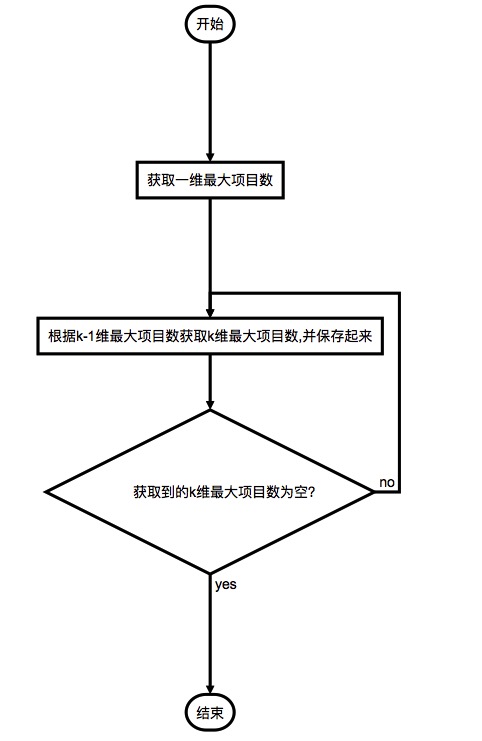 开始
获取一维最大项目数
根据k-1维最大项目数获取k维最大项目数,并保存起来
获取到的k维最大项目数为空?
no
yes
结束